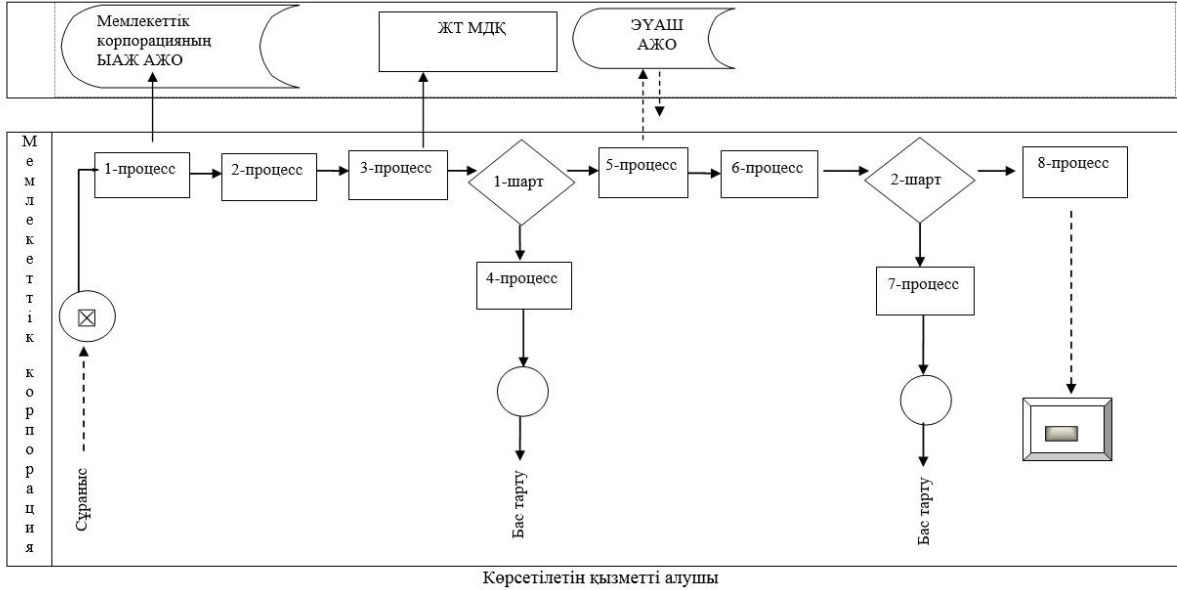 Мемлекеттік
корпорацияның
ЫАЖ АЖО
ЖТ МДҚ
ЭҮАШ
АЖО
Мемлекеттік корпорация
1-процесс
2-процесс
3-процесс
1-шарт
5-процесс
6-процесс
2-шарт
8-процесс
4-процесс
7-процесс
Сұраныс
Бас тарту
Бас тарту
Көрсетілетін қызметті алушы